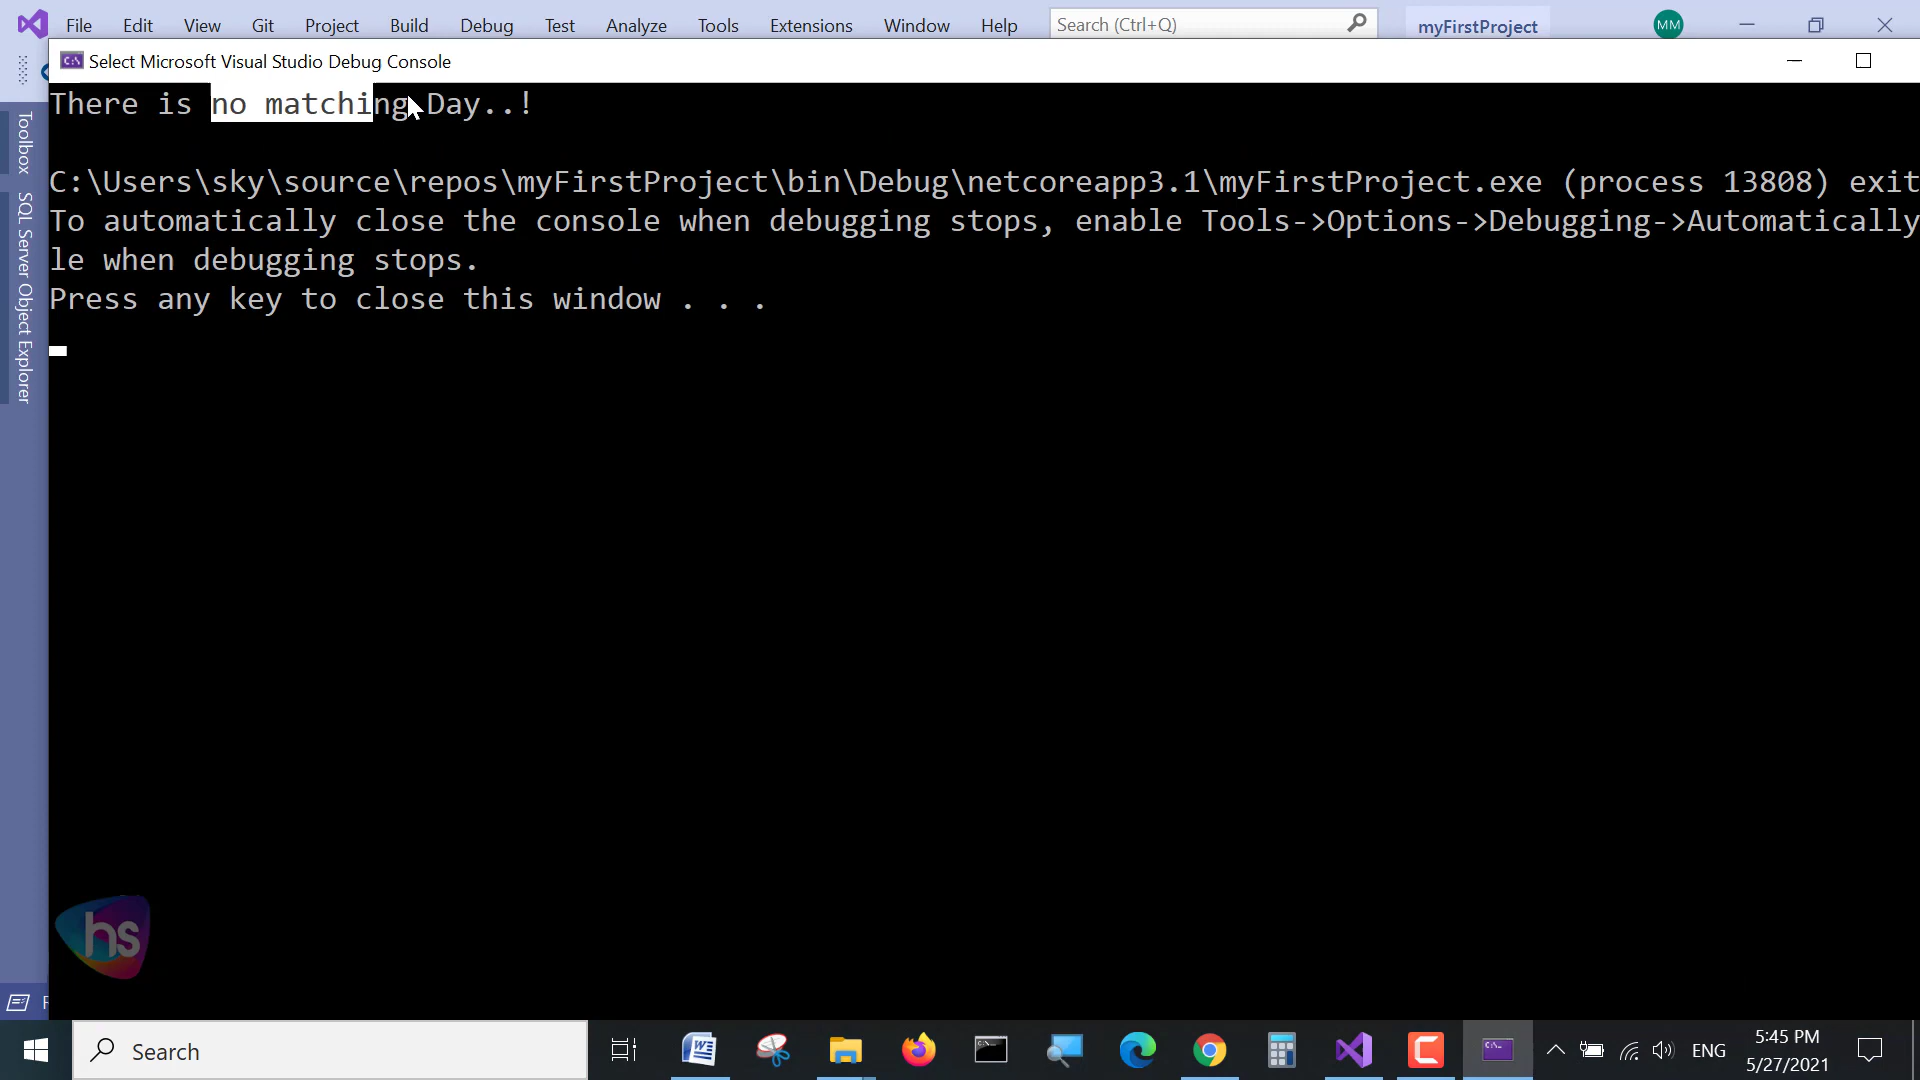 File Edit View Git Project Build Debug Test Analyze Tools Extensions Window Help Search (Ctrl+Q) myFirstProject MM
Select Microsoft Visual Studio Debug Console
There is no matching Day..!
C:\Users\sky\source\repos\myFirstProject\bin\Debug\netcoreapp3.1\myFirstProject.exe (process 13808) exit
To automatically close the console when debugging stops, enable Tools->Options->Debugging->Automatically
le when debugging stops.
Press any key to close this window . . .
Toolbox
SQL Server Object Explorer
hs
Search
ENG
5:45 PM
5/27/2021